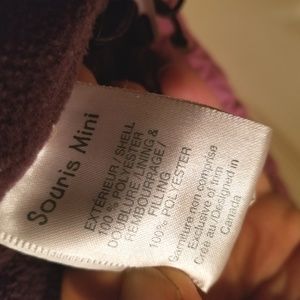 Souris Mini
EXTÉRIEUR / SHELL
100 % POLYESTER
DOUBLURE / LINING &
REMBOURRAGE /
FILLING
100% POLYESTER
Garniture non comprise
Exclusive of trim
Créé au / Designed in
Canada